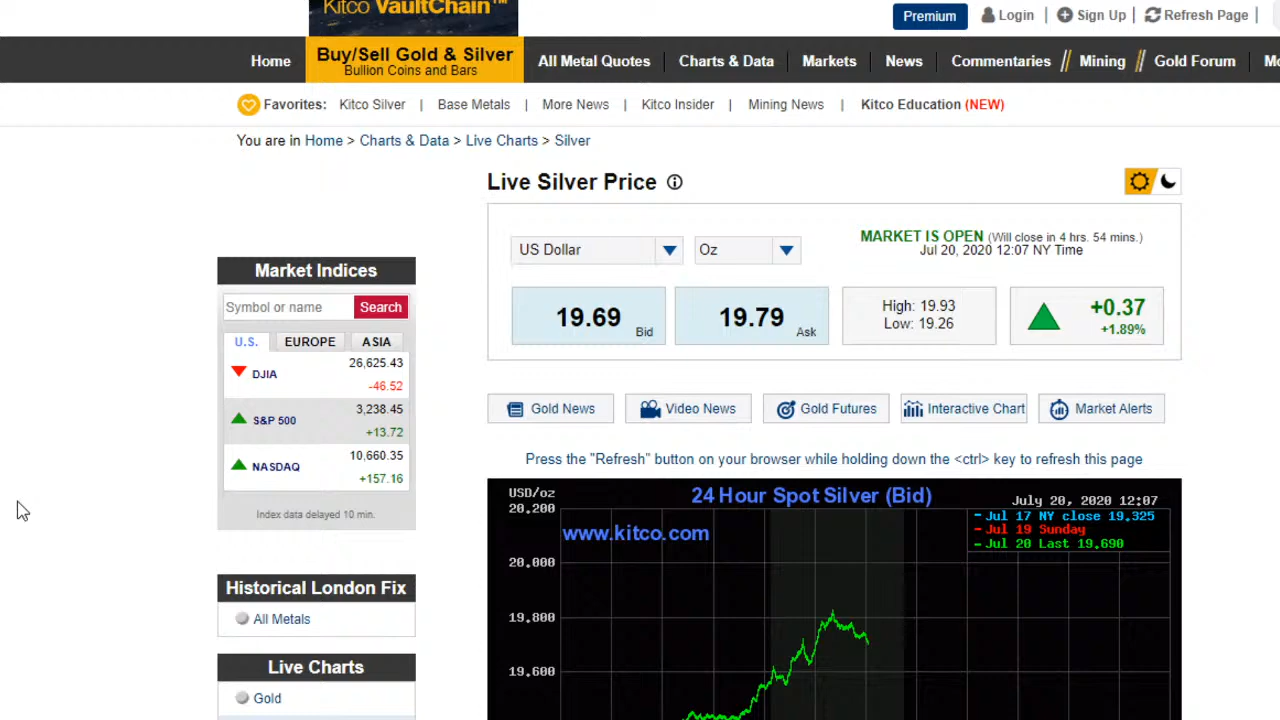 Kitco VaultChain™
Premium
Login
Sign Up
Refresh Page
Home
Buy/Sell Gold & Silver
Bullion Coins and Bars
All Metal Quotes
Charts & Data
Markets
News
Commentaries
Mining
Gold Forum
Favorites: Kitco Silver | Base Metals | More News | Kitco Insider | Mining News | Kitco Education (NEW)
You are in Home > Charts & Data > Live Charts > Silver
Live Silver Price
US Dollar
Oz
MARKET IS OPEN (Will close in 4 hrs. 54 mins.)
Jul 20, 2020 12:07 NY Time
19.69 Bid
19.79 Ask
High: 19.93
Low: 19.26
+0.37
+1.89%
Market Indices
Symbol or name
Search
U.S.
EUROPE
ASIA
DJIA
26,625.43
-46.52
S&P 500
3,238.45
+13.72
NASDAQ
10,660.35
+157.16
Index data delayed 10 min.
Historical London Fix
All Metals
Live Charts
Gold
Gold News
Video News
Gold Futures
Interactive Chart
Market Alerts
Press the "Refresh" button on your browser while holding down the <ctrl> key to refresh this page
USD/oz
24 Hour Spot Silver (Bid)
July 20, 2020 12:07
www.kitco.com
Jul 17 NY close 19.325
Jul 19 Sunday
Jul 20 Last 19.690
20.200
20.000
19.800
19.600